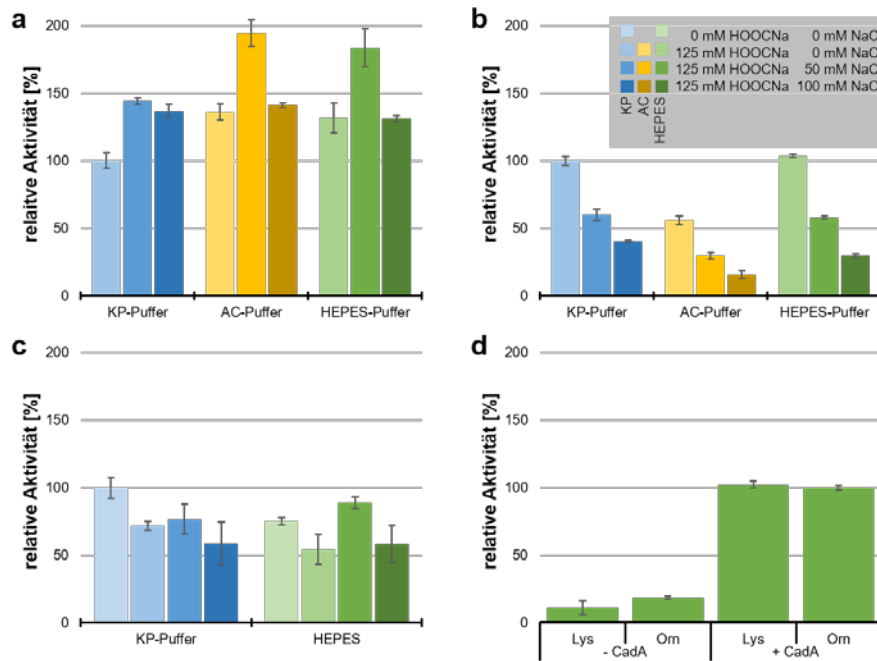 a
relaitve Aktivität [%]
200
150
100
50
0
KP-Puffer AC-Puffer HEPES-Puffer
b
relative Aktivität [%]
200
150
100
50
0
0 mM HOOCNa 0 mM NaC
125 mM HOOCNa 0 mM NaC
125 mM HOOCNa 50 mM NaC
125 mM HOOCNa 100 mM NaC
KP
AC
HEPES
KP-Puffer AC-Puffer HEPES-Puffer
c
relative Aktivität [%]
200
150
100
50
0
KP-Puffer HEPES
d
relative Aktivität [%]
200
150
100
50
0
Lys Orn Lys Orn
- CadA + CadA